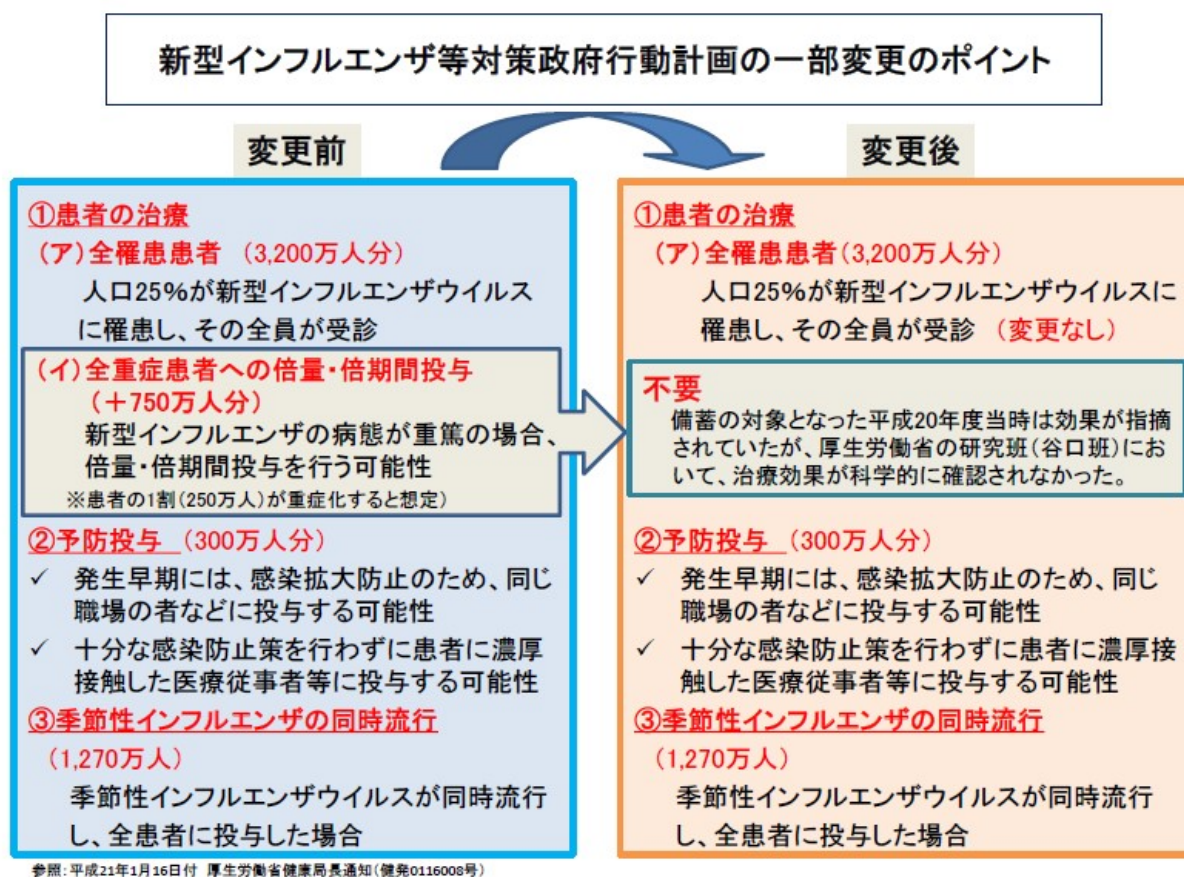 新型インフルエンザ等対策政府行動計画の一部変更のポイント
変更前
①患者の治療
(ア)全罹患患者 (3,200万人分)
人口25%が新型インフルエンザウイルス
に罹患し、その全員が受診
(イ)全重症患者への倍量・倍期間投与
(+750万人分)
新型インフルエンザの病態が重篤の場合、
倍量・倍期間投与を行う可能性
※患者の1割(250万人)が重症化すると想定)
②予防投与 (300万人分)
✓ 発生早期には、感染拡大防止のため、同じ
職場の者などに投与する可能性
✓ 十分な感染防止策を行わずに患者に濃厚
接触した医療従事者等に投与する可能性
③季節性インフルエンザの同時流行
(1,270万人)
季節性インフルエンザウイルスが同時流行
し、全患者に投与した場合
変更後
①患者の治療
(ア)全罹患患者(3,200万人分)
人口25%が新型インフルエンザウイルスに
罹患し、その全員が受診 (変更なし)
不要
備蓄の対象となった平成20年度当時は効果が指摘
されていたが、厚生労働省の研究班(谷口班)にお
いて、治療効果が科学的に確認されなかった。
②予防投与 (300万人分)
✓ 発生早期には、感染拡大防止のため、同じ
職場の者などに投与する可能性
✓ 十分な感染防止策を行わずに患者に濃厚接
触した医療従事者等に投与する可能性
③季節性インフルエンザの同時流行
(1,270万人)
季節性インフルエンザウイルスが同時流行
し、全患者に投与した場合
参照:平成21年1月16日付 厚生労働省健康局長通知(健発0116008号)